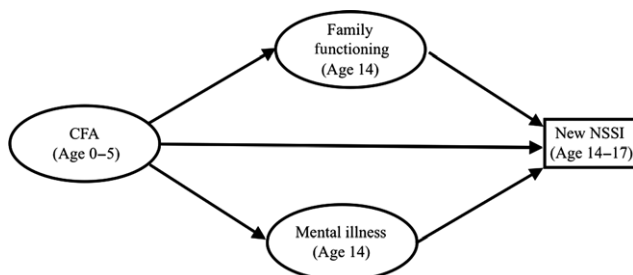 Family
functioning
(Age 14)
CFA
(Age 0–5)
New NSSI
(Age 14–17)
Mental illness
(Age 14)